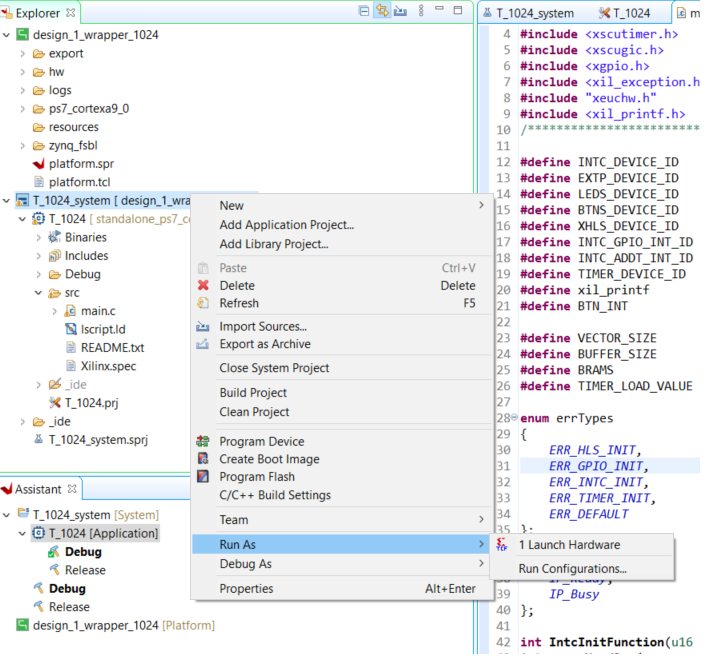 Explorer
design_1_wrapper_1024
export
hw
logs
ps7_cortexa9_0
resources
zynq_fsbl
platform.spr
platform.tcl
T_1024_system [ design_1_wra
T_1024 [ standalone_ps7_co
Binaries
Includes
Debug
src
main.c
lscript.ld
README.txt
Xilinx.spec
_ide
T_1024.prj
_ide
T_1024_system.sprj
Assistant
T_1024_system [System]
T_1024 [Application]
Debug
Release
Debug
Release
design_1_wrapper_1024 [Platform]
New
Add Application Project...
Add Library Project...
Paste Ctrl+V
Delete Delete
Refresh F5
Import Sources...
Export as Archive
Close System Project
Build Project
Clean Project
Program Device
Create Boot Image
Program Flash
C/C++ Build Settings
Team
Run As
Debug As
Properties Alt+Enter
1 Launch Hardware
Run Configurations...
T_1024_system T_1024 m
4 #include <xscutimer.h>
5 #include <xscugic.h>
6 #include <xgpio.h>
7 #include <xil_exception.h
8 #include "xeuchw.h"
9 #include <xil_printf.h>
10 /*************************
11
12 #define INTC_DEVICE_ID
13 #define EXTP_DEVICE_ID
14 #define LEDS_DEVICE_ID
15 #define BTNS_DEVICE_ID
16 #define XHLS_DEVICE_ID
17 #define INTC_GPIO_INT_ID
18 #define INTC_ADDT_INT_ID
19 #define TIMER_DEVICE_ID
20 #define xil_printf
21 #define BTN_INT
22
23 #define VECTOR_SIZE
24 #define BUFFER_SIZE
25 #define BRAMS
26 #define TIMER_LOAD_VALUE
27
28 enum errTypes
29 {
30 ERR_HLS_INIT,
31 ERR_GPIO_INIT,
32 ERR_INTC_INIT,
33 ERR_TIMER_INIT,
34 ERR_DEFAULT
35 };
39 IP_Busy
40 };
41
42 int IntcInitFunction(u16